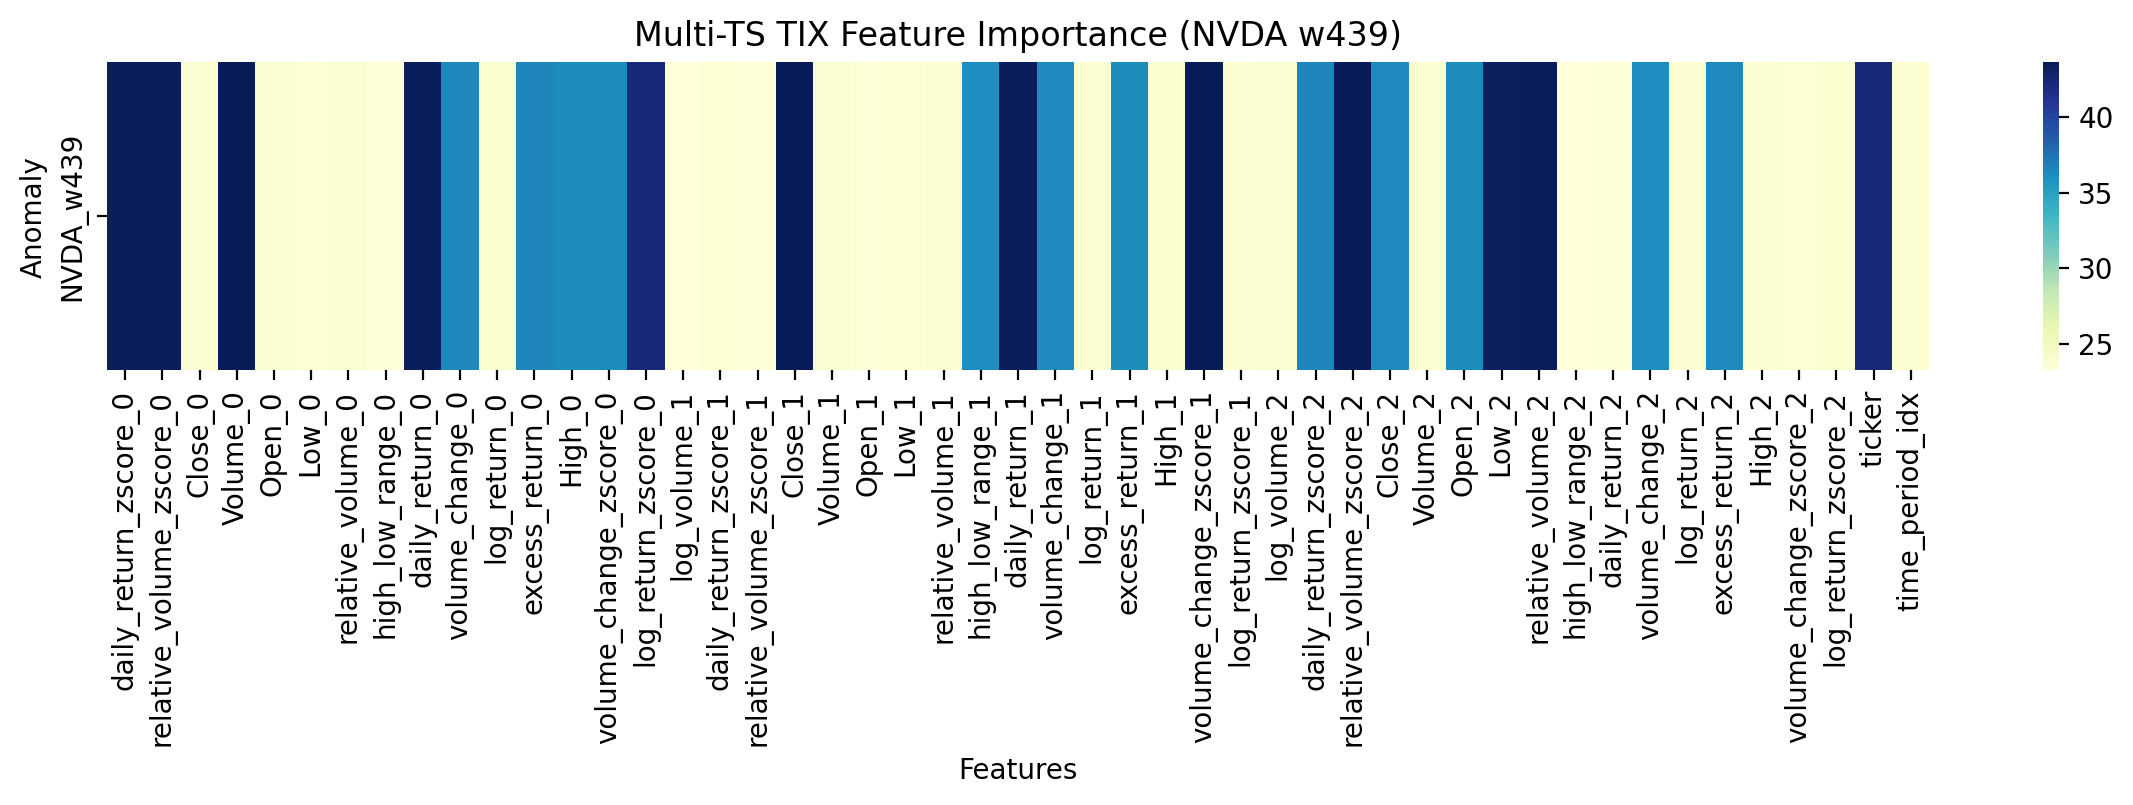 Multi-TS TIX Feature Importance (NVDA w439)
Anomaly
NVDA_w439
40
35
30
25
daily_return_zscore_0
relative_volume_zscore_0
Close_0
Volume_0
Open_0
Low_0
relative_volume_0
high_low_range_0
daily_return_0
volume_change_0
log_return_0
excess_return_0
High_0
volume_change_zscore_0
log_return_zscore_0
log_volume_1
daily_return_zscore_1
relative_volume_zscore_1
Close_1
Volume_1
Open_1
Low_1
relative_volume_1
high_low_range_1
daily_return_1
volume_change_1
log_return_1
excess_return_1
High_1
volume_change_zscore_1
log_return_zscore_1
log_volume_2
daily_return_zscore_2
relative_volume_zscore_2
Close_2
Volume_2
Open_2
Low_2
relative_volume_2
high_low_range_2
daily_return_2
volume_change_2
log_return_2
excess_return_2
High_2
volume_change_zscore_2
log_return_zscore_2
ticker
time_period_idx
Features